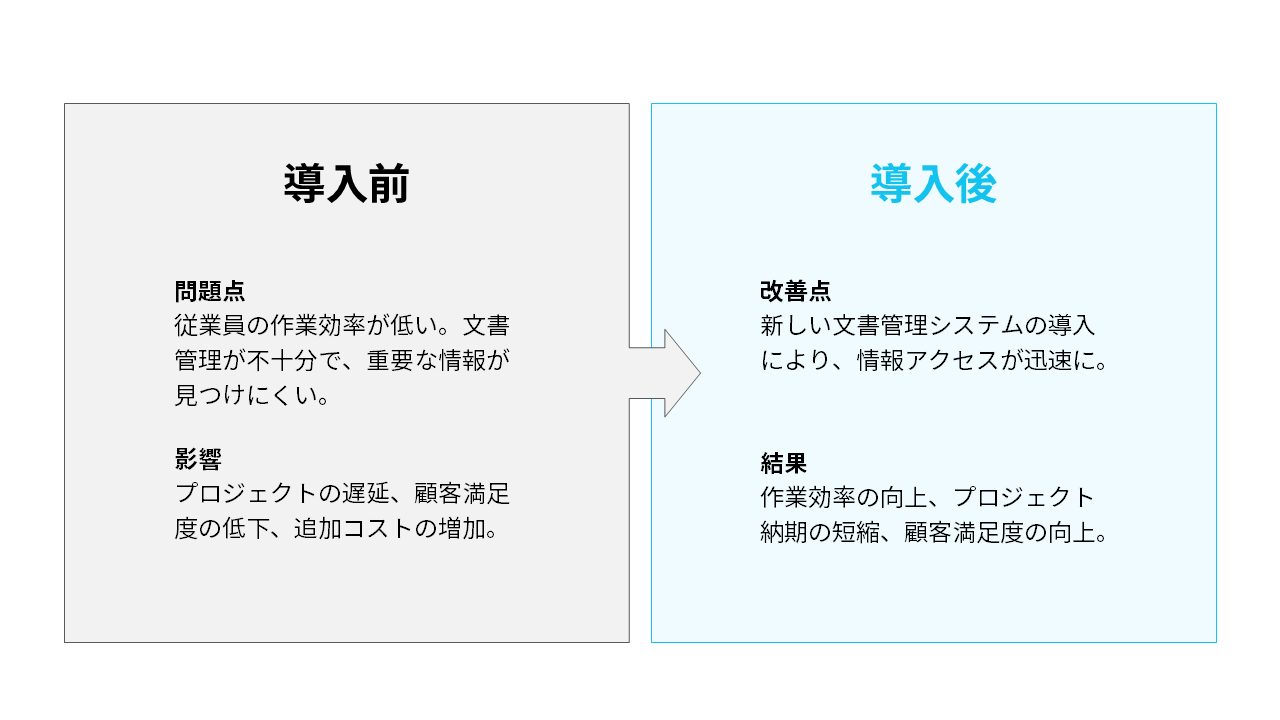 導入前
問題点
従業員の作業効率が低い。文書
管理が不十分で、重要な情報が
見つけにくい。
影響
プロジェクトの遅延、顧客満足
度の低下、追加コストの増加。
導入後
改善点
新しい文書管理システムの導入
により、情報アクセスが迅速に。
結果
作業効率の向上、プロジェクト
納期の短縮、顧客満足度の向上。